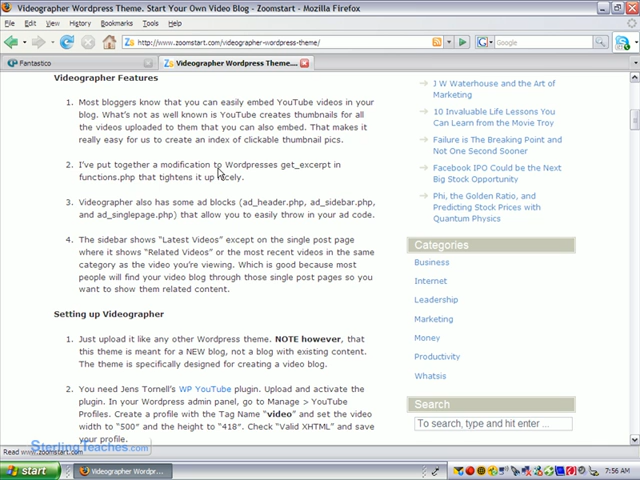 Videographer Wordpress Theme. Start Your Own Video Blog - Zoomstart - Mozilla Firefox
File Edit View History Bookmarks Tools Help
http://www.zoomstart.com/videographer-wordpress-theme/
Google
Fantastico
Videographer Wordpress Theme...
Videographer Features
1. Most bloggers know that you can easily embed YouTube videos in your
blog. What's not as well known is YouTube creates thumbnails for all
the videos uploaded to them that you can also embed. That makes it
really easy for us to create an index of clickable thumbnail pics.
2. I've put together a modification to Wordpresses get_excerpt in
functions.php that tightens it up nicely.
3. Videographer also has some ad blocks (ad_header.php, ad_sidebar.php,
and ad_singlepage.php) that allow you to easily throw in your ad code.
4. The sidebar shows "Latest Videos" except on the single post page
where it shows "Related Videos" or the most recent videos in the same
category as the video you're viewing. Which is good because most
people will find your video blog through those single post pages so you
want to show them related content.
Setting up Videographer
1. Just upload it like any other Wordpress theme. NOTE however, that
this theme is meant for a NEW blog, not a blog with existing content.
The theme is specifically designed for creating a video blog.
2. You need Jens Tornell's WP YouTube plugin. Upload and activate the
plugin. In your Wordpress admin panel, go to Manage > YouTube
Profiles. Create a profile with the Tag Name "video" and set the video
width to "500" and the height to "418". Check "Valid XHTML" and save
your profile.
J W Waterhouse and the Art of
Marketing
10 Invaluable Life Lessons You
Can Learn from the Movie Troy
Failure is The Breaking Point and
Not One Second Sooner
Facebook IPO Could be the Next
Big Stock Opportunity
Phi, the Golden Ratio, and
Predicting Stock Prices with
Quantum Physics
Categories
Business
Internet
Leadership
Marketing
Money
Productivity
Whatsis
Search
To search, type and hit enter ...
SterlingTeaches.com
Read www.zoomstart.com
start
Videographer Wordpr...
7:56 AM